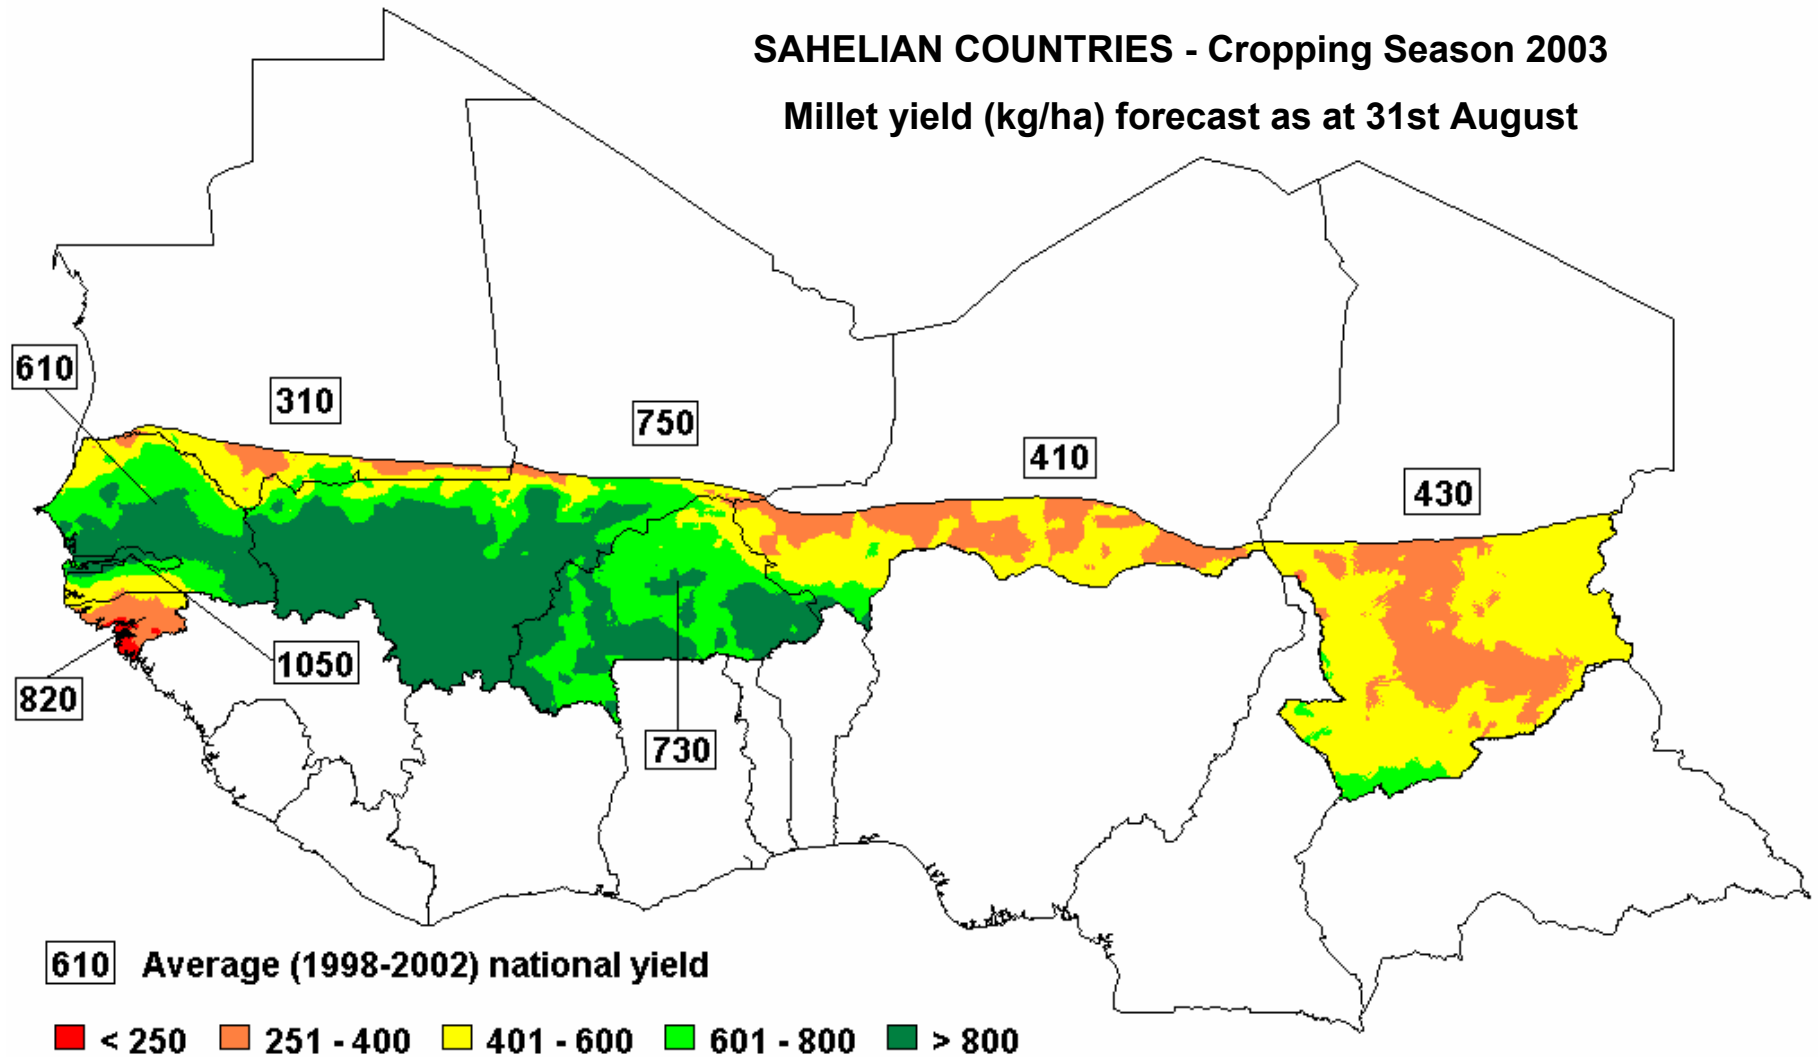 SAHELIAN COUNTRIES - Cropping Season 2003
Millet yield (kg/ha) forecast as at 31st August
610
310
750
410
430
1050
820
730
610 Average (1998-2002) national yield
< 250 251 - 400 401 - 600 601 - 800 > 800